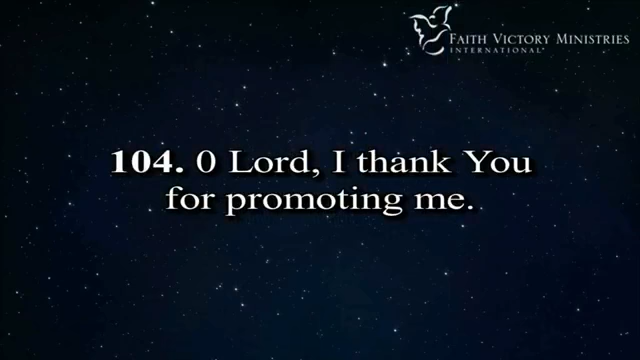 FAITH VICTORY MINISTRIES
INTERNATIONAL
104. 0 Lord, I thank You
for promoting me.